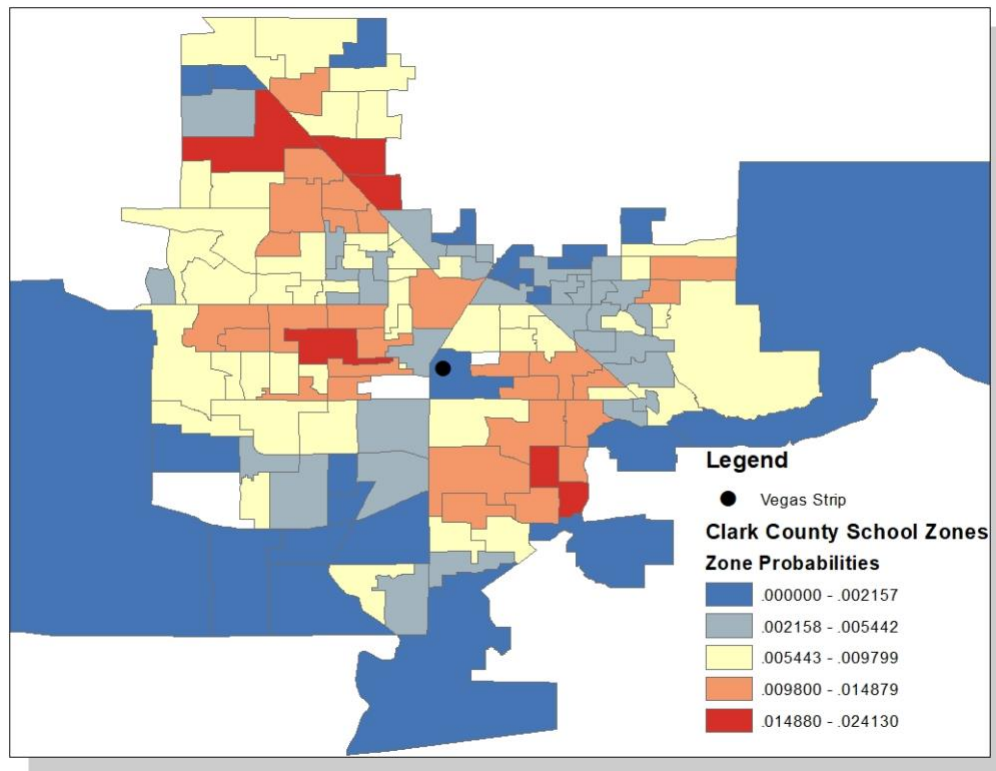 Legend
Vegas Strip
Clark County School Zones
Zone Probabilities
.000000 - .002157
.002158 - .005442
.005443 - .009799
.009800 - .014879
.014880 - .024130